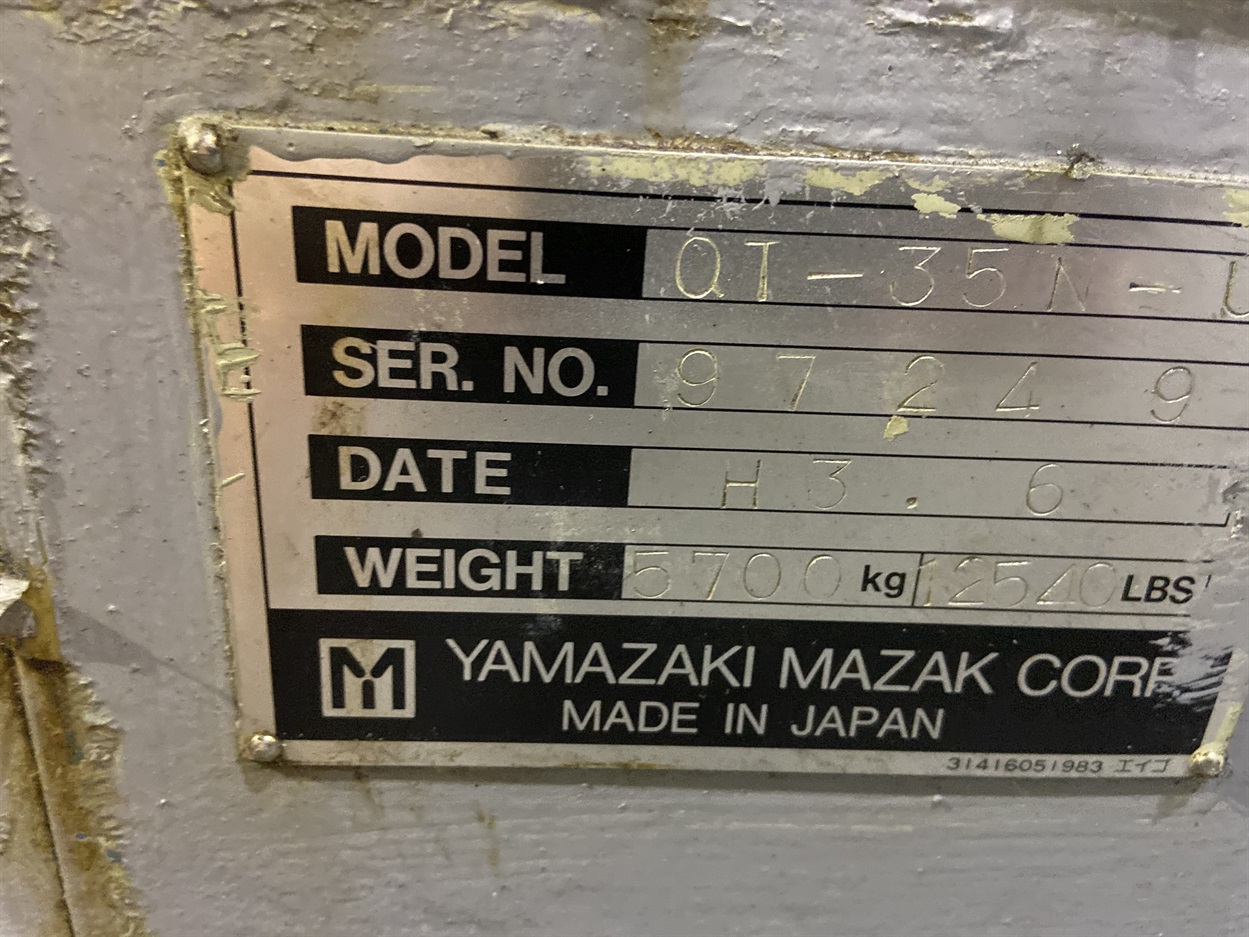 MODEL QT-35N-U
SER. NO. 97249
DATE H3.6
WEIGHT 5700 kg 12540 LBS
YAMAZAKI MAZAK CORP
MADE IN JAPAN
31416051983 エイゴ